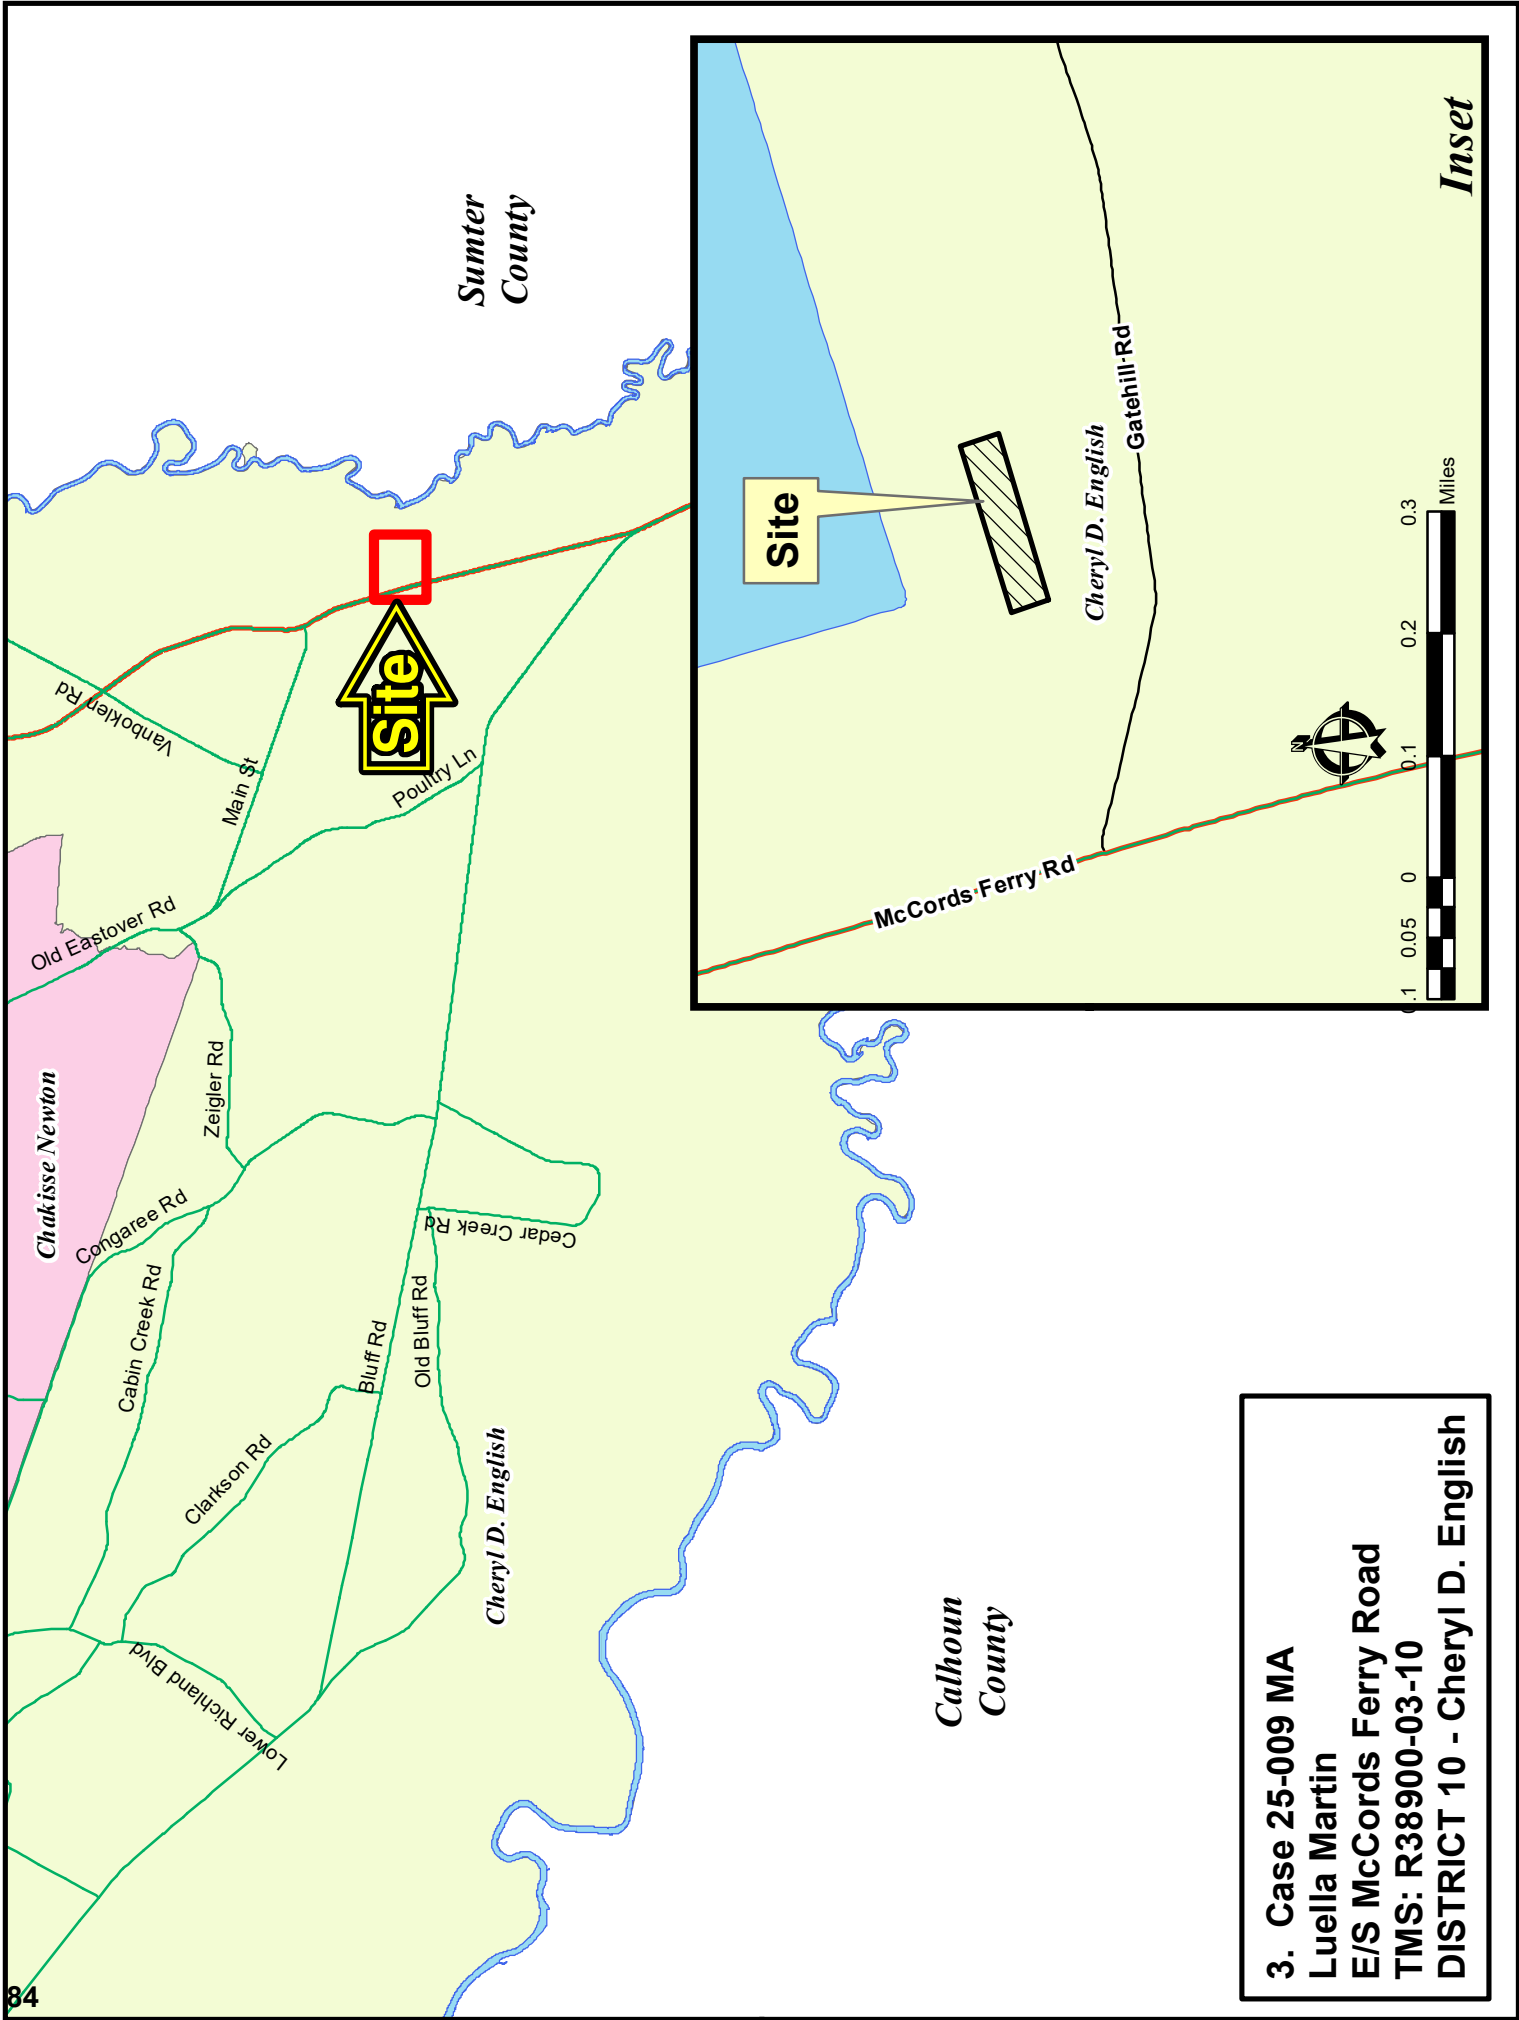 84
Chakisse Newton
Vanboklen Rd
Main St
Old Eastover Rd
Poultry Ln
Zeigler Rd
Congaree Rd
Cabin Creek Rd
Clarkson Rd
Bluff Rd
Old Bluff Rd
Cedar Creek Rd
Lower Richland Blvd
Cheryl D. English
Site
Sumter
County
Calhoun
County
Site
Cheryl D. English
Gatehill Rd
McCords Ferry Rd
N
.1 0.05 0 0.1 0.2 0.3
Miles
Inset
3. Case 25-009 MA
Luella Martin
E/S McCords Ferry Road
TMS: R38900-03-10
DISTRICT 10 - Cheryl D. English